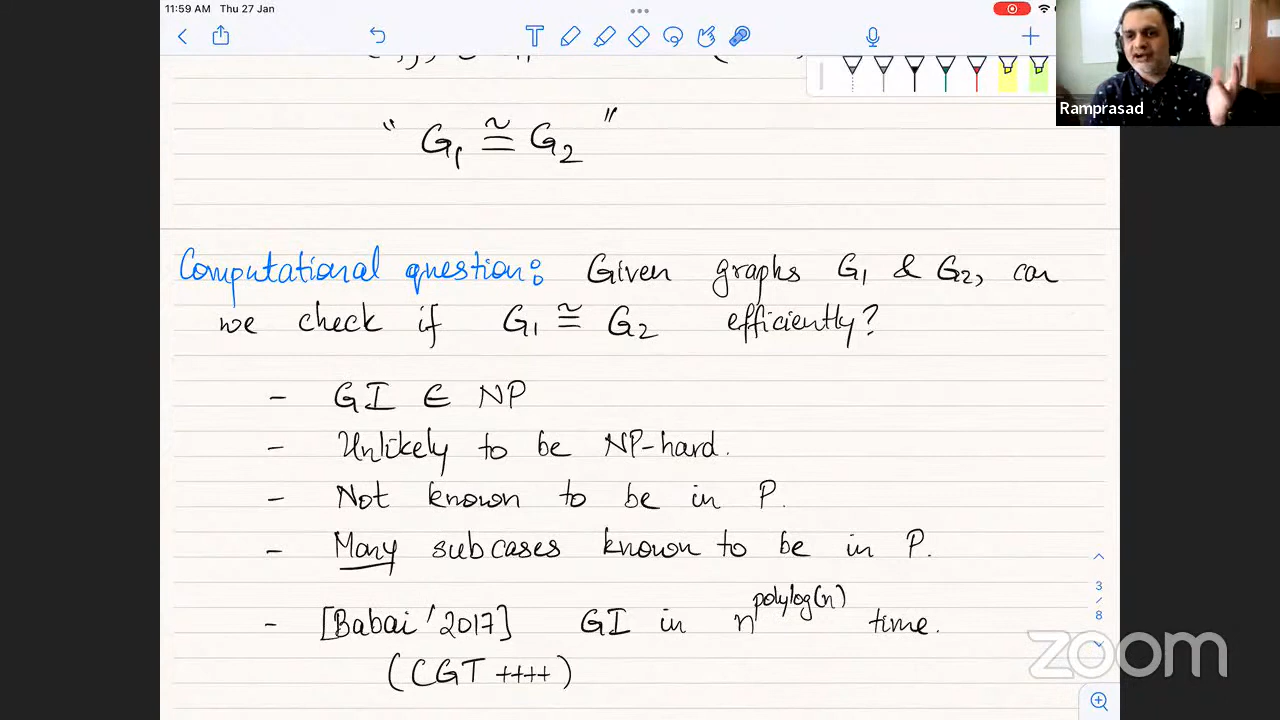 11:59 AM Thu 27 Jan
Ramprasad
" G₁ ≅ G₂ "
Computational question: Given graphs G₁ & G₂, can
we check if G₁ ≅ G₂ efficiently?
- GI ∈ NP
- Unlikely to be NP-hard.
- Not known to be in P.
- Many subcases known to be in P.
- [Babai '2017] GI in n^polylog(n) time.
(CGT ++++)
3
/
8
zoom